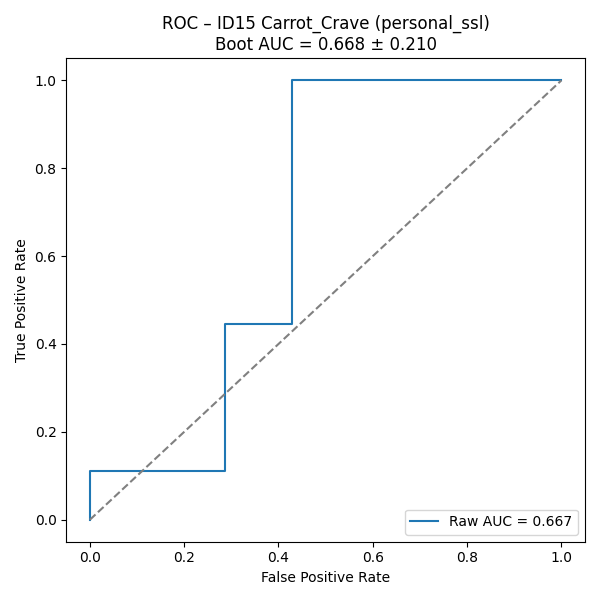 ROC – ID15 Carrot_Crave (personal_ssl)
Boot AUC = 0.668 ± 0.210
True Positive Rate
1.0
0.8
0.6
0.4
0.2
0.0
Raw AUC = 0.667
0.0 0.2 0.4 0.6 0.8 1.0
False Positive Rate